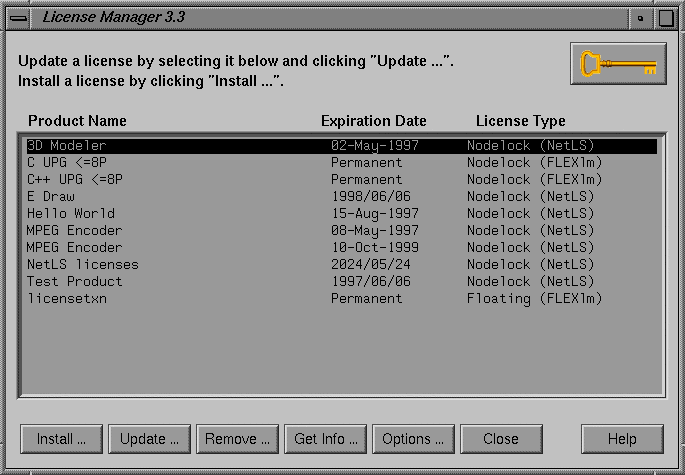 License Manager 3.3
Update a license by selecting it below and clicking "Update ...".
Install a license by clicking "Install ...".
Product Name Expiration Date License Type
3D Modeler 02-May-1997 Nodelock (NetLS)
C UPG <=8P Permanent Nodelock (FLEXlm)
C++ UPG <=8P Permanent Nodelock (FLEXlm)
E Draw 1998/06/06 Nodelock (NetLS)
Hello World 15-Aug-1997 Nodelock (NetLS)
MPEG Encoder 08-May-1997 Nodelock (NetLS)
MPEG Encoder 10-Oct-1999 Nodelock (NetLS)
NetLS licenses 2024/05/24 Nodelock (NetLS)
Test Product 1997/06/06 Nodelock (NetLS)
licensetxn Permanent Floating (FLEXlm)
Install ... Update ... Remove ... Get Info ... Options ... Close Help